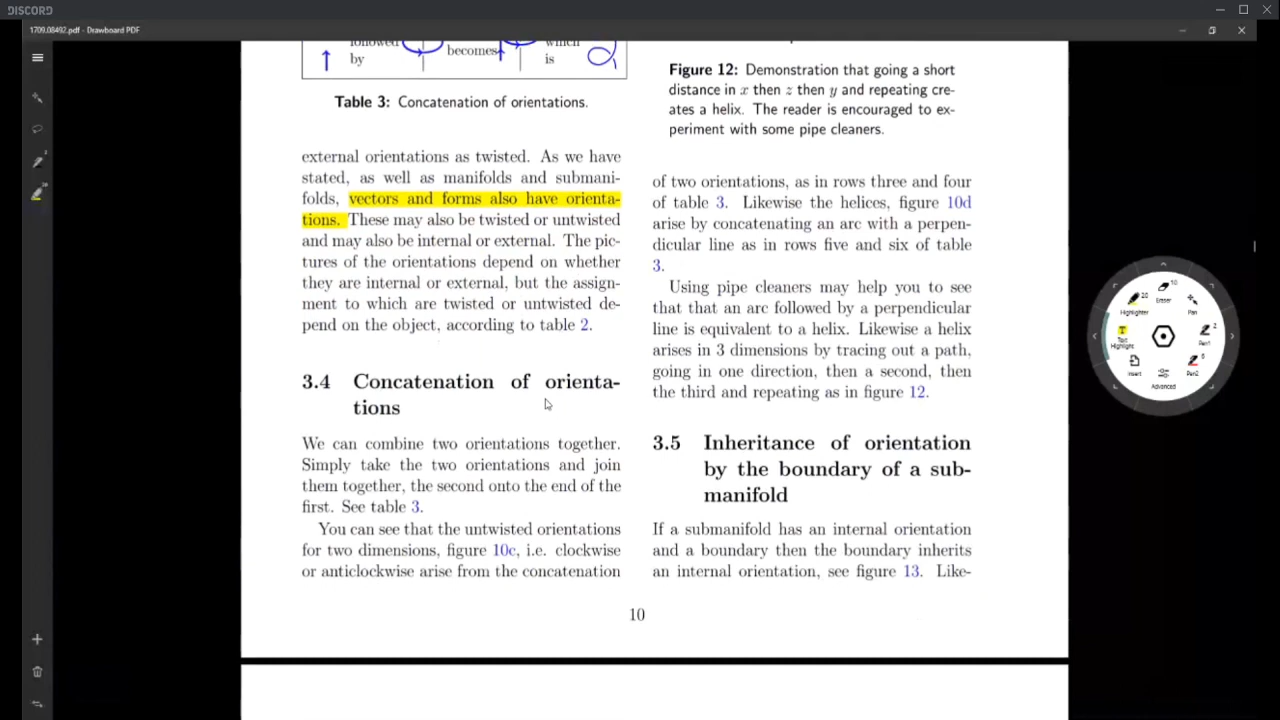 DISCORD
1709.08492.pdf - Drawboard PDF
followed
by
becomes
which
is
Table 3: Concatenation of orientations.
external orientations as twisted. As we have
stated, as well as manifolds and submani-
folds, vectors and forms also have orienta-
tions. These may also be twisted or untwisted
and may also be internal or external. The pic-
tures of the orientations depend on whether
they are internal or external, but the assign-
ment to which are twisted or untwisted de-
pend on the object, according to table 2.
3.4 Concatenation of orienta-
tions
We can combine two orientations together.
Simply take the two orientations and join
them together, the second onto the end of the
first. See table 3.
You can see that the untwisted orientations
for two dimensions, figure 10c, i.e. clockwise
or anticlockwise arise from the concatenation
Figure 12: Demonstration that going a short
distance in x then z then y and repeating cre-
ates a helix. The reader is encouraged to ex-
periment with some pipe cleaners.
of two orientations, as in rows three and four
of table 3. Likewise the helices, figure 10d
arise by concatenating an arc with a perpen-
dicular line as in rows five and six of table
3.
Using pipe cleaners may help you to see
that that an arc followed by a perpendicular
line is equivalent to a helix. Likewise a helix
arises in 3 dimensions by tracing out a path,
going in one direction, then a second, then
the third and repeating as in figure 12.
3.5 Inheritance of orientation
by the boundary of a sub-
manifold
If a submanifold has an internal orientation
and a boundary then the boundary inherits
an internal orientation, see figure 13. Like-
10
Highlighter
Eraser
Pan
Text
Highlight
Pen1
Insert
Pen2
Advanced